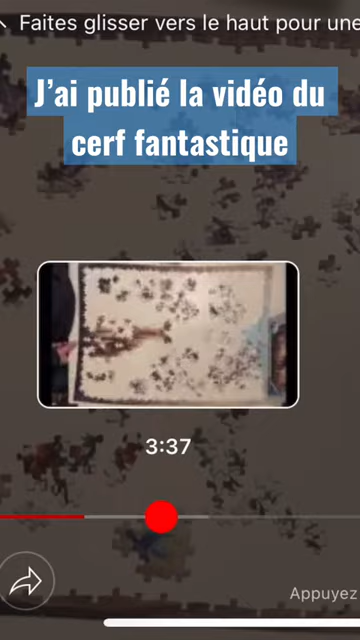 Faites glisser vers le haut pour une
J'ai publié la vidéo du
cerf fantastique
3:37
Appuyez